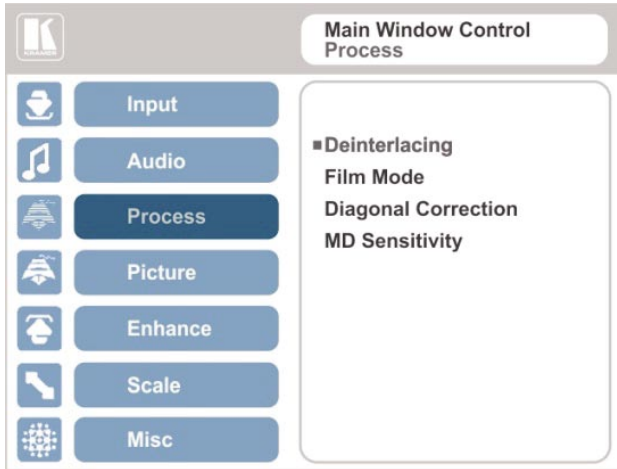 Main Window Control
Process
Input
Audio
Process
Picture
Enhance
Scale
Misc
Deinterlacing
Film Mode
Diagonal Correction
MD Sensitivity